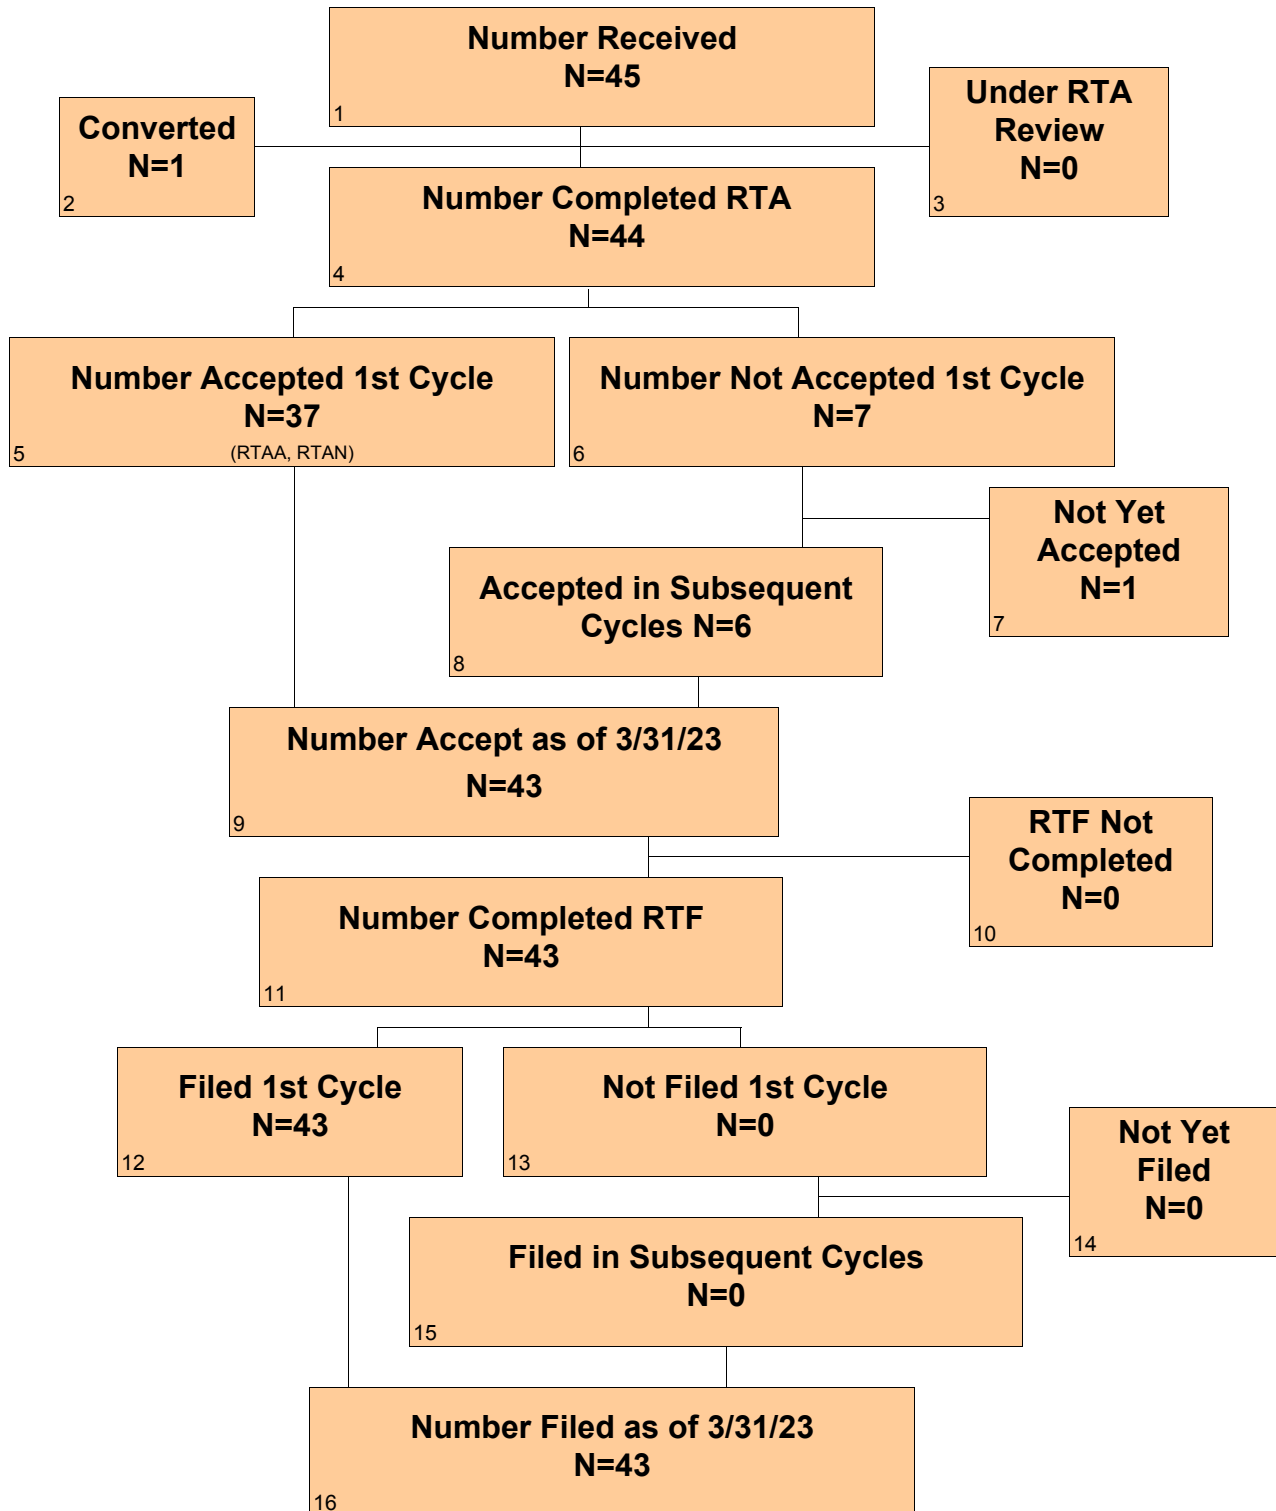 Number Received
N=45
1
Converted
N=1
2
Under RTA
Review
N=0
3
Number Completed RTA
N=44
4
Number Accepted 1st Cycle
N=37
(RTAA, RTAN)
5
Number Not Accepted 1st Cycle
N=7
6
Not Yet
Accepted
N=1
7
Accepted in Subsequent
Cycles N=6
8
Number Accept as of 3/31/23
N=43
9
RTF Not
Completed
N=0
10
Number Completed RTF
N=43
11
Filed 1st Cycle
N=43
12
Not Filed 1st Cycle
N=0
13
Not Yet
Filed
N=0
14
Filed in Subsequent Cycles
N=0
15
Number Filed as of 3/31/23
N=43
16